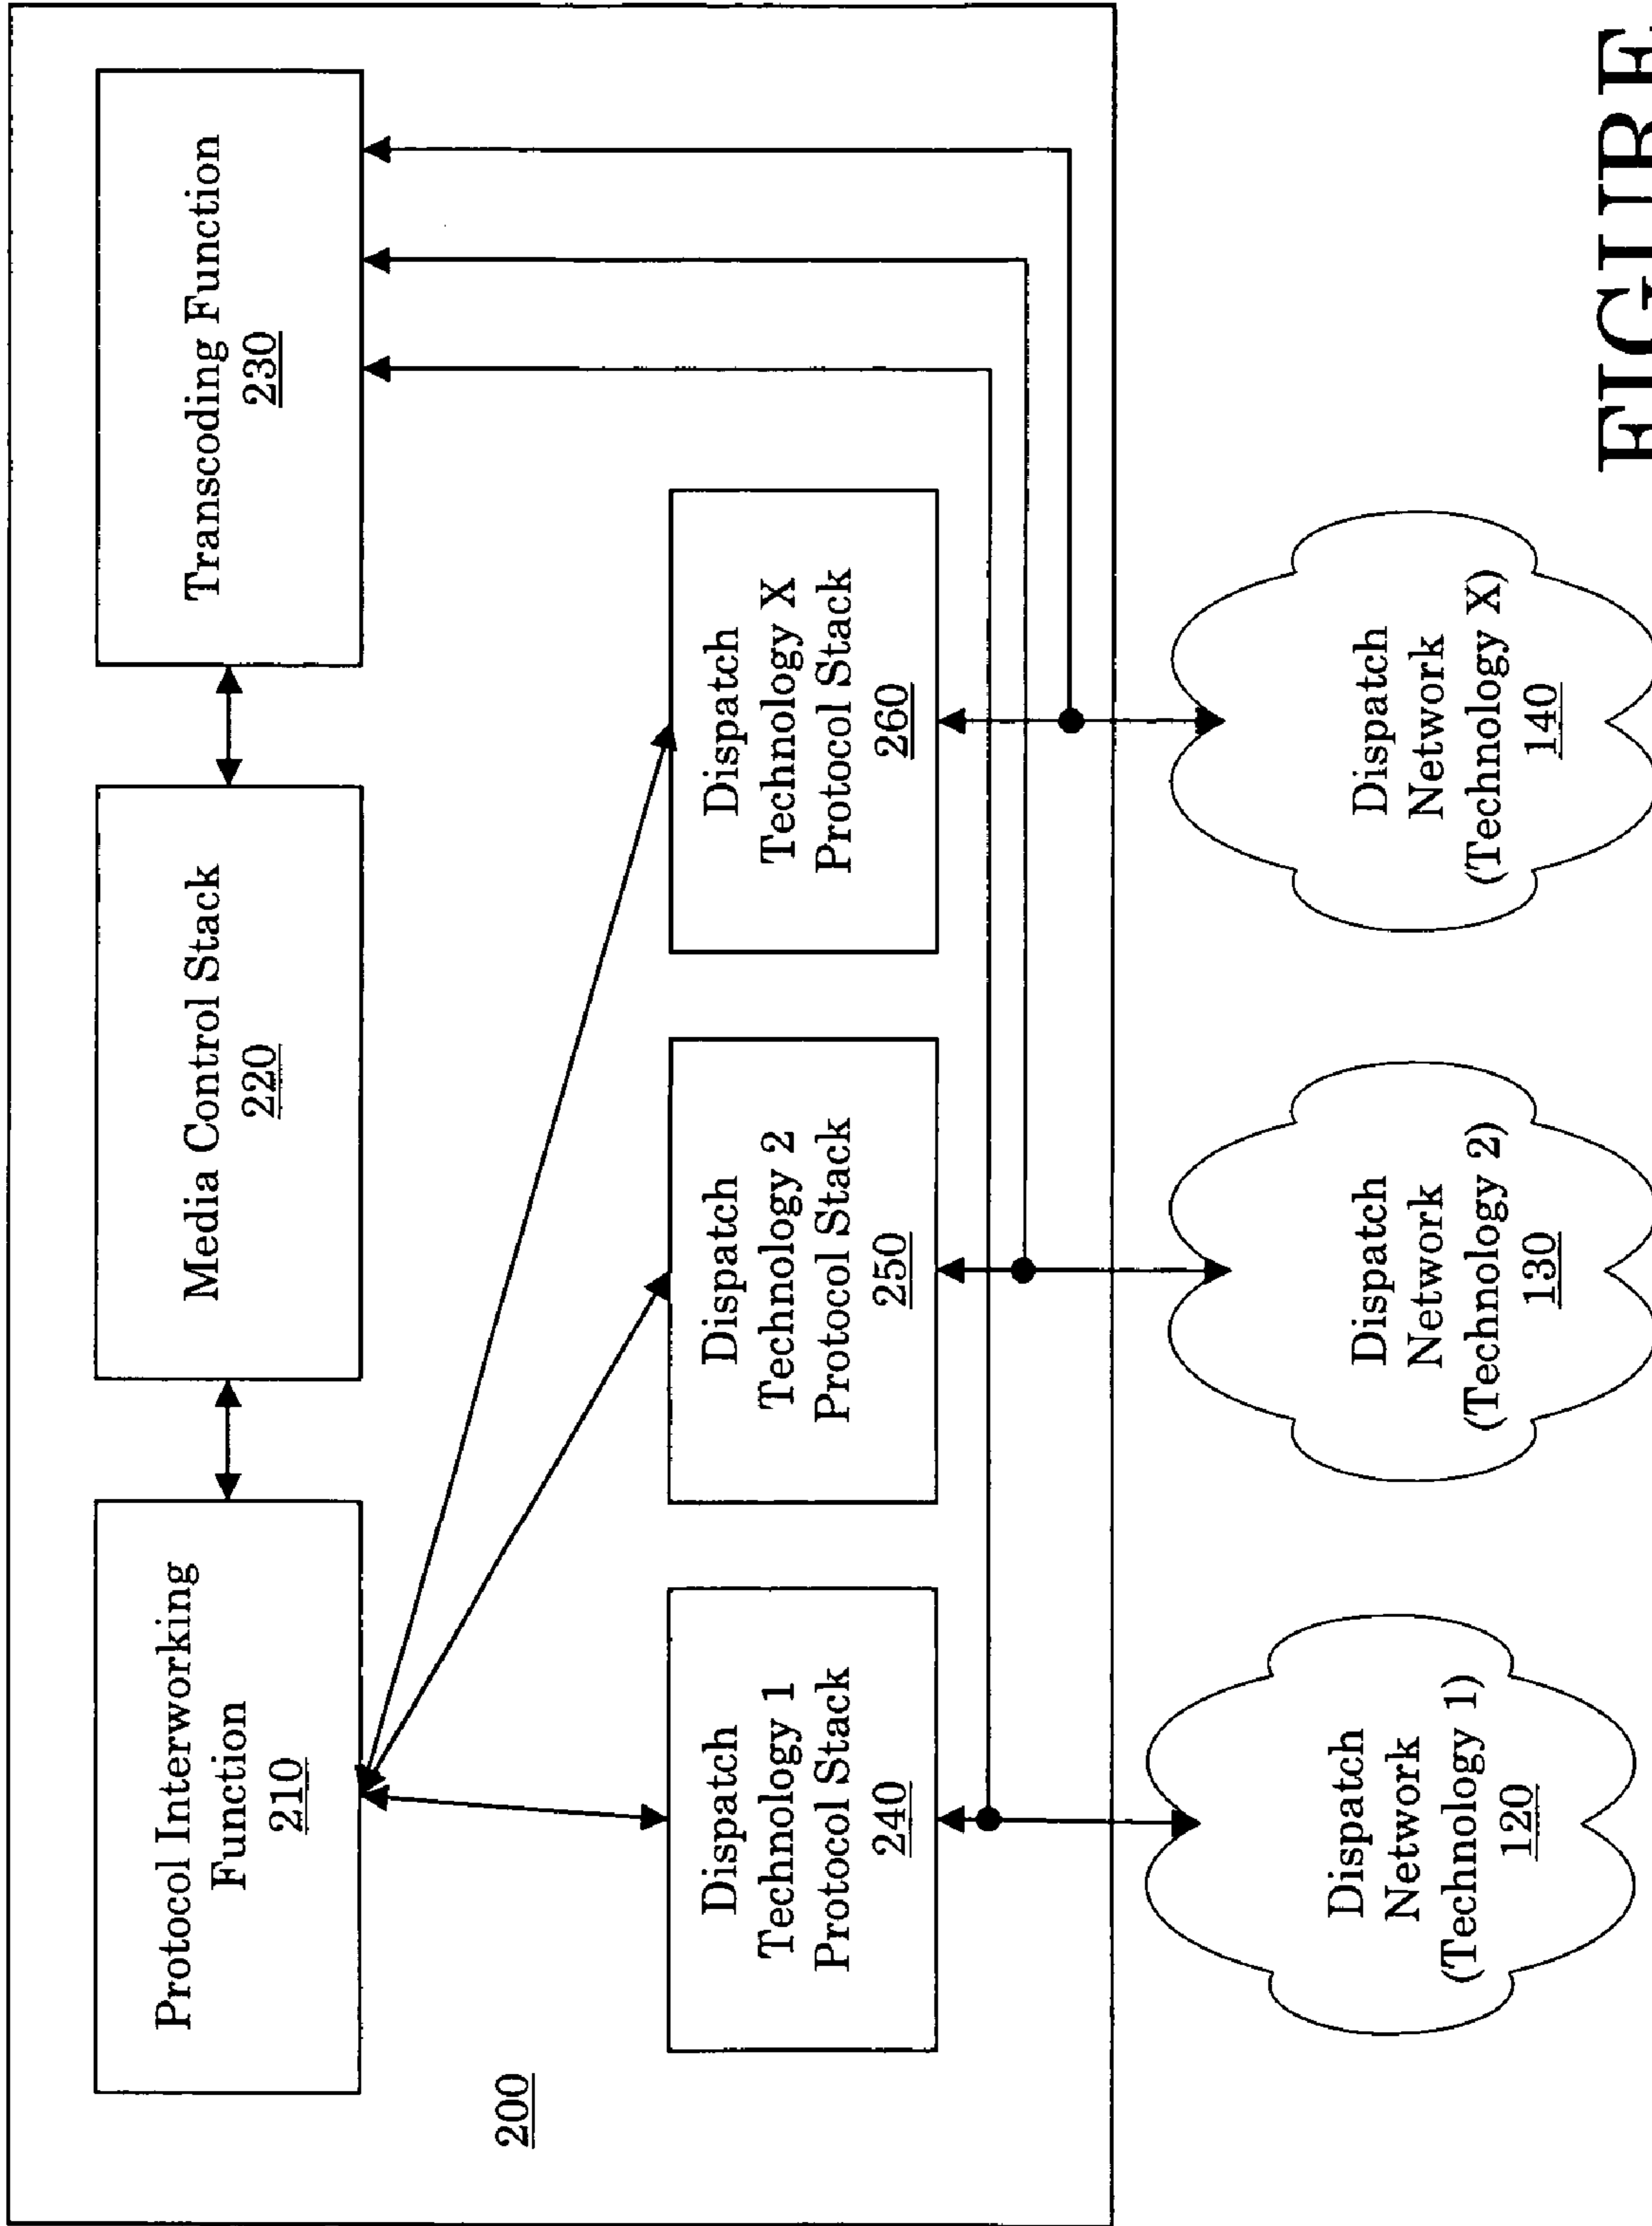 Protocol Interworking
Function
210
Media Control Stack
220
Transcoding Function
230
200
Dispatch
Technology 1
Protocol Stack
240
Dispatch
Technology 2
Protocol Stack
250
Dispatch
Technology X
Protocol Stack
260
Dispatch
Network
(Technology 1)
120
Dispatch
Network
(Technology 2)
130
Dispatch
Network
(Technology X)
140
FIGURE